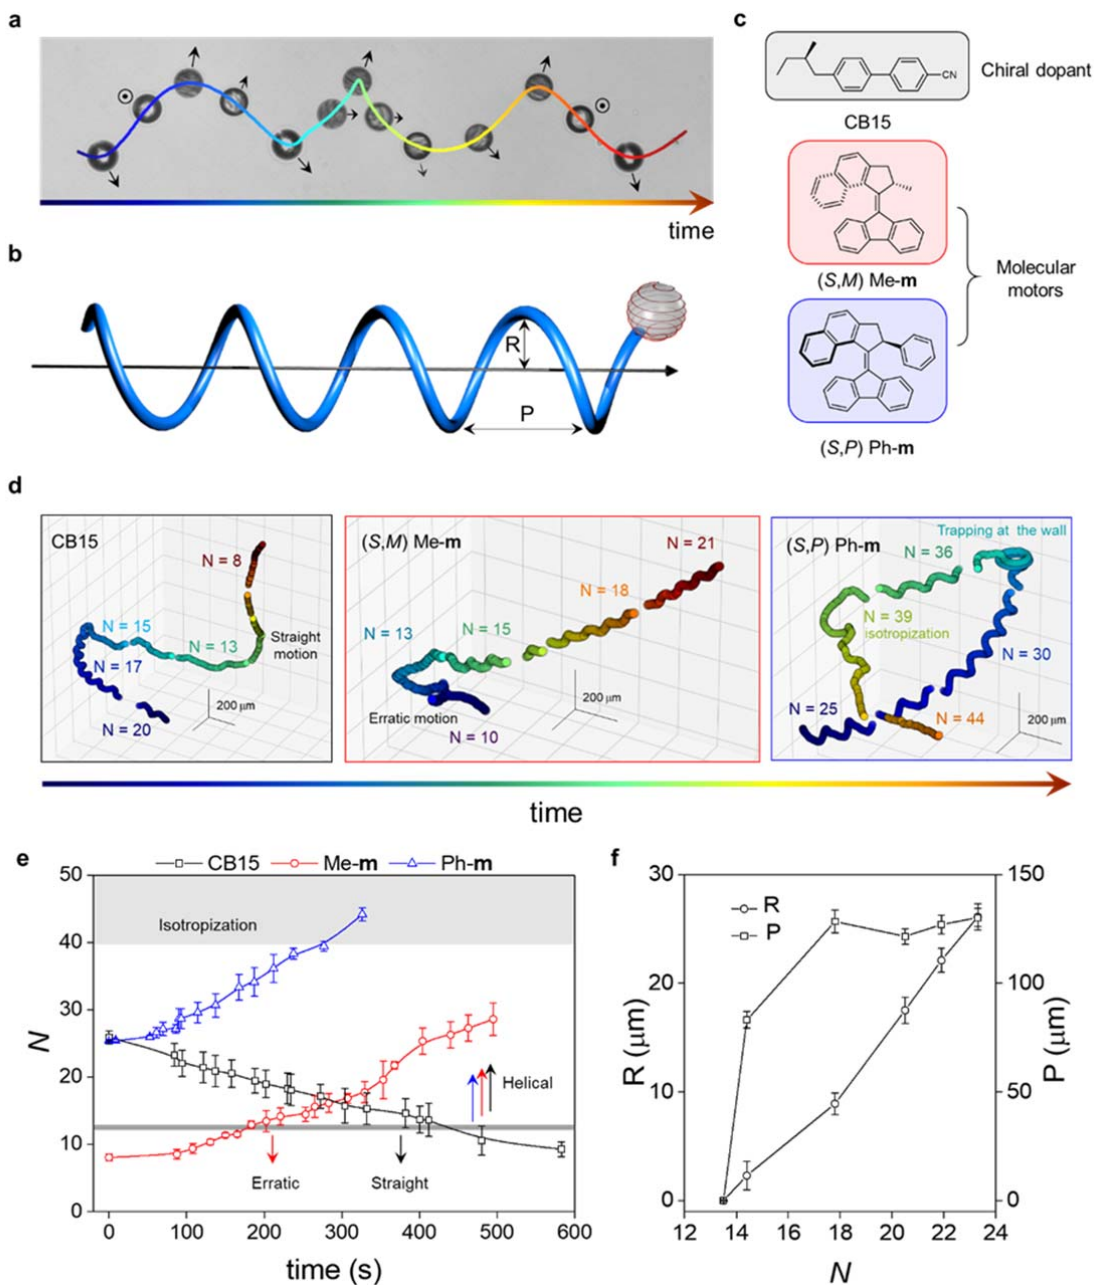 a
time
b
R
P
c
CN
Chiral dopant
CB15
(S,M) Me-m
Molecular
motors
(S,P) Ph-m
d
CB15
N = 8
N = 15
N = 13
Straight
motion
N = 17
N = 20
200 μm
(S,M) Me-m
N = 21
N = 18
N = 13
N = 15
Erratic motion
N = 10
200 μm
(S,P) Ph-m
Trapping at the wall
N = 36
N = 39
isotropization
N = 30
N = 25
N = 44
200 μm
time
e
CB15
Me-m
Ph-m
50
40
30
20
10
0
N
Isotropization
Helical
Erratic
Straight
0
100
200
300
400
500
600
time (s)
f
R
P
30
20
10
0
R (μm)
150
100
50
0
P (μm)
12
14
16
18
20
22
24
N